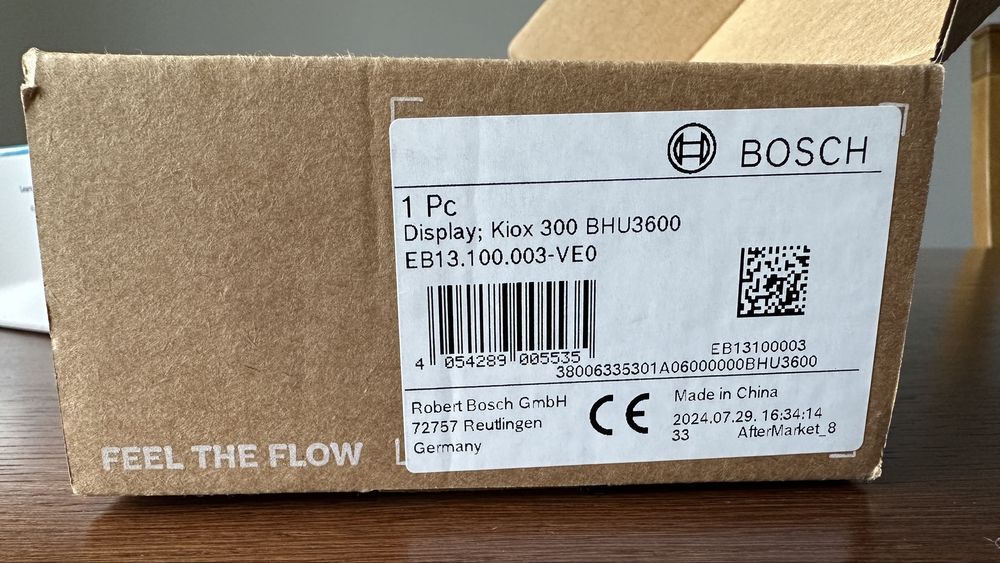 BOSCH
1 Pc
Display; Kiox 300 BHU3600
EB13.100.003-VE0
4 054289 005535
EB13100003
38006335301A06000000BHU3600
Robert Bosch GmbH
72757 Reutlingen
Germany
CE
Made in China
2024.07.29. 16:34:14
33 AfterMarket_8
FEEL THE FLOW